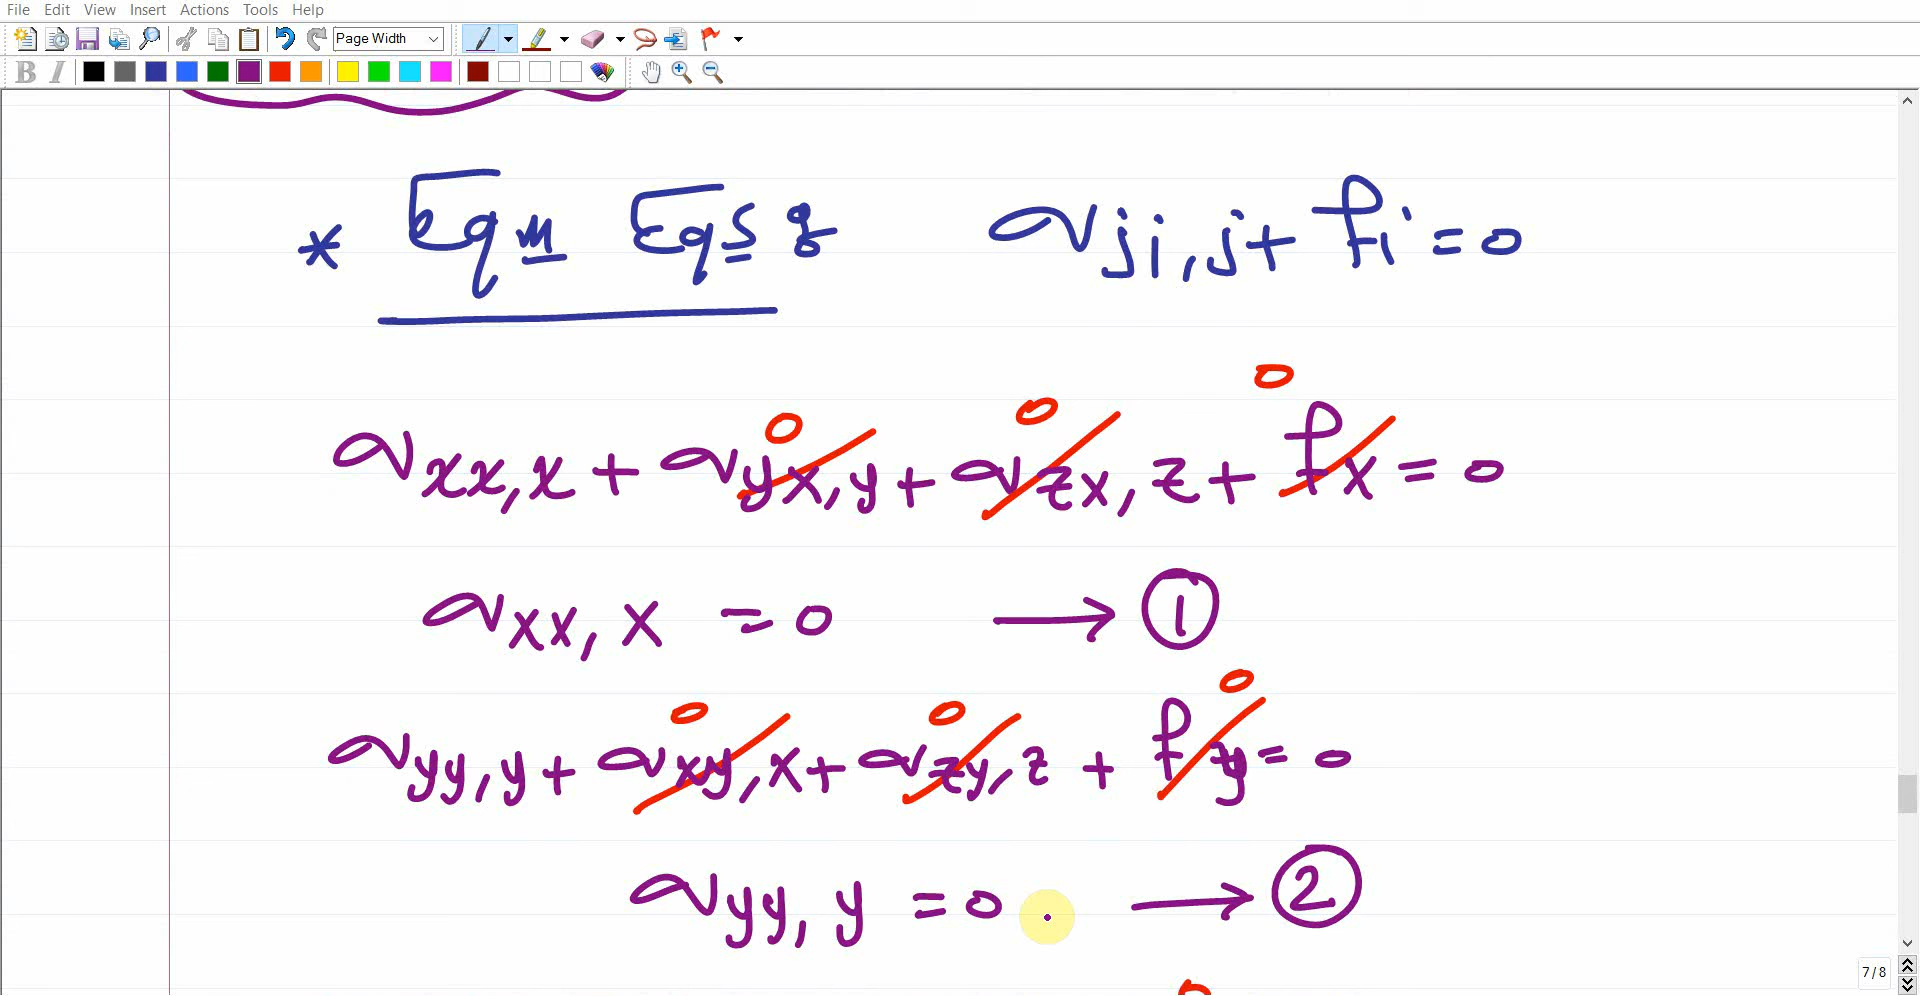 File Edit View Insert Actions Tools Help
Page Width
B I
* Eqm Eqs : σji,j + fi = 0
0 0 0
σxx,x + σyx,y + σzx,z + fx = 0
σxx,x = 0 → 1
0 0 0
σyy,y + σxy,x + σzy,z + fy = 0
σyy,y = 0 → 2
7/8